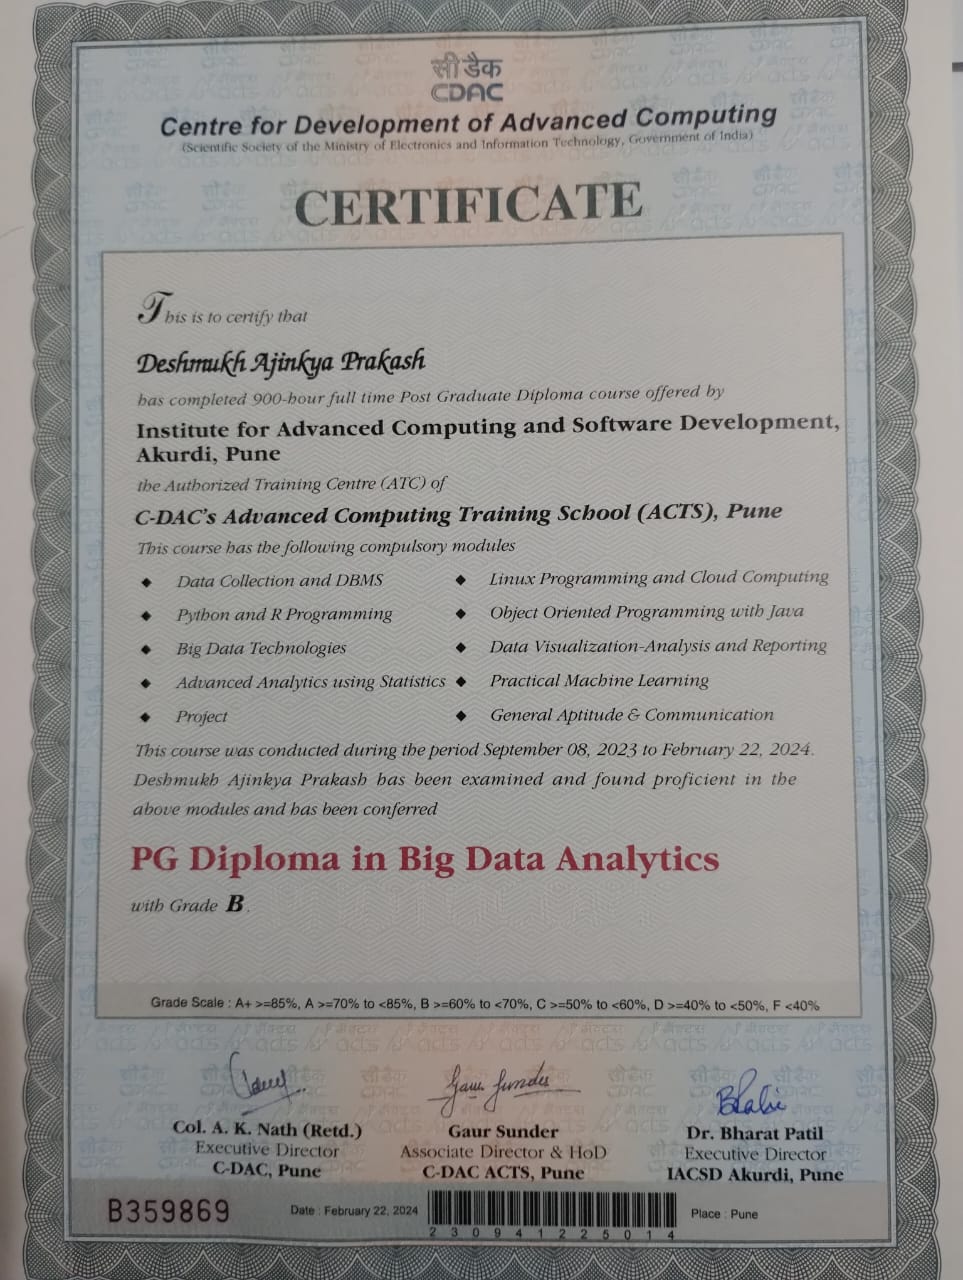 सी डैक
CDAC
Centre for Development of Advanced Computing
(Scientific Society of the Ministry of Electronics and Information Technology, Government of India)
CERTIFICATE
This is to certify that
Deshmukh Ajinkya Prakash
has completed 900-hour full time Post Graduate Diploma course offered by
Institute for Advanced Computing and Software Development,
Akurdi, Pune
the Authorized Training Centre (ATC) of
C-DAC's Advanced Computing Training School (ACTS), Pune
This course has the following compulsory modules
◆ Data Collection and DBMS ◆ Linux Programming and Cloud Computing
◆ Python and R Programming ◆ Object Oriented Programming with Java
◆ Big Data Technologies ◆ Data Visualization-Analysis and Reporting
◆ Advanced Analytics using Statistics ◆ Practical Machine Learning
◆ Project ◆ General Aptitude & Communication
This course was conducted during the period September 08, 2023 to February 22, 2024.
Deshmukh Ajinkya Prakash has been examined and found proficient in the
above modules and has been conferred
PG Diploma in Big Data Analytics
with Grade B.
Grade Scale : A+ >=85%, A >=70% to <85%, B >=60% to <70%, C >=50% to <60%, D >=40% to <50%, F <40%
Gaur Sunder
Col. A. K. Nath (Retd.) Gaur Sunder Dr. Bharat Patil
Executive Director Associate Director & HoD Executive Director
C-DAC, Pune C-DAC ACTS, Pune IACSD Akurdi, Pune
B359869 Date : February 22, 2024 Place : Pune
230941225014